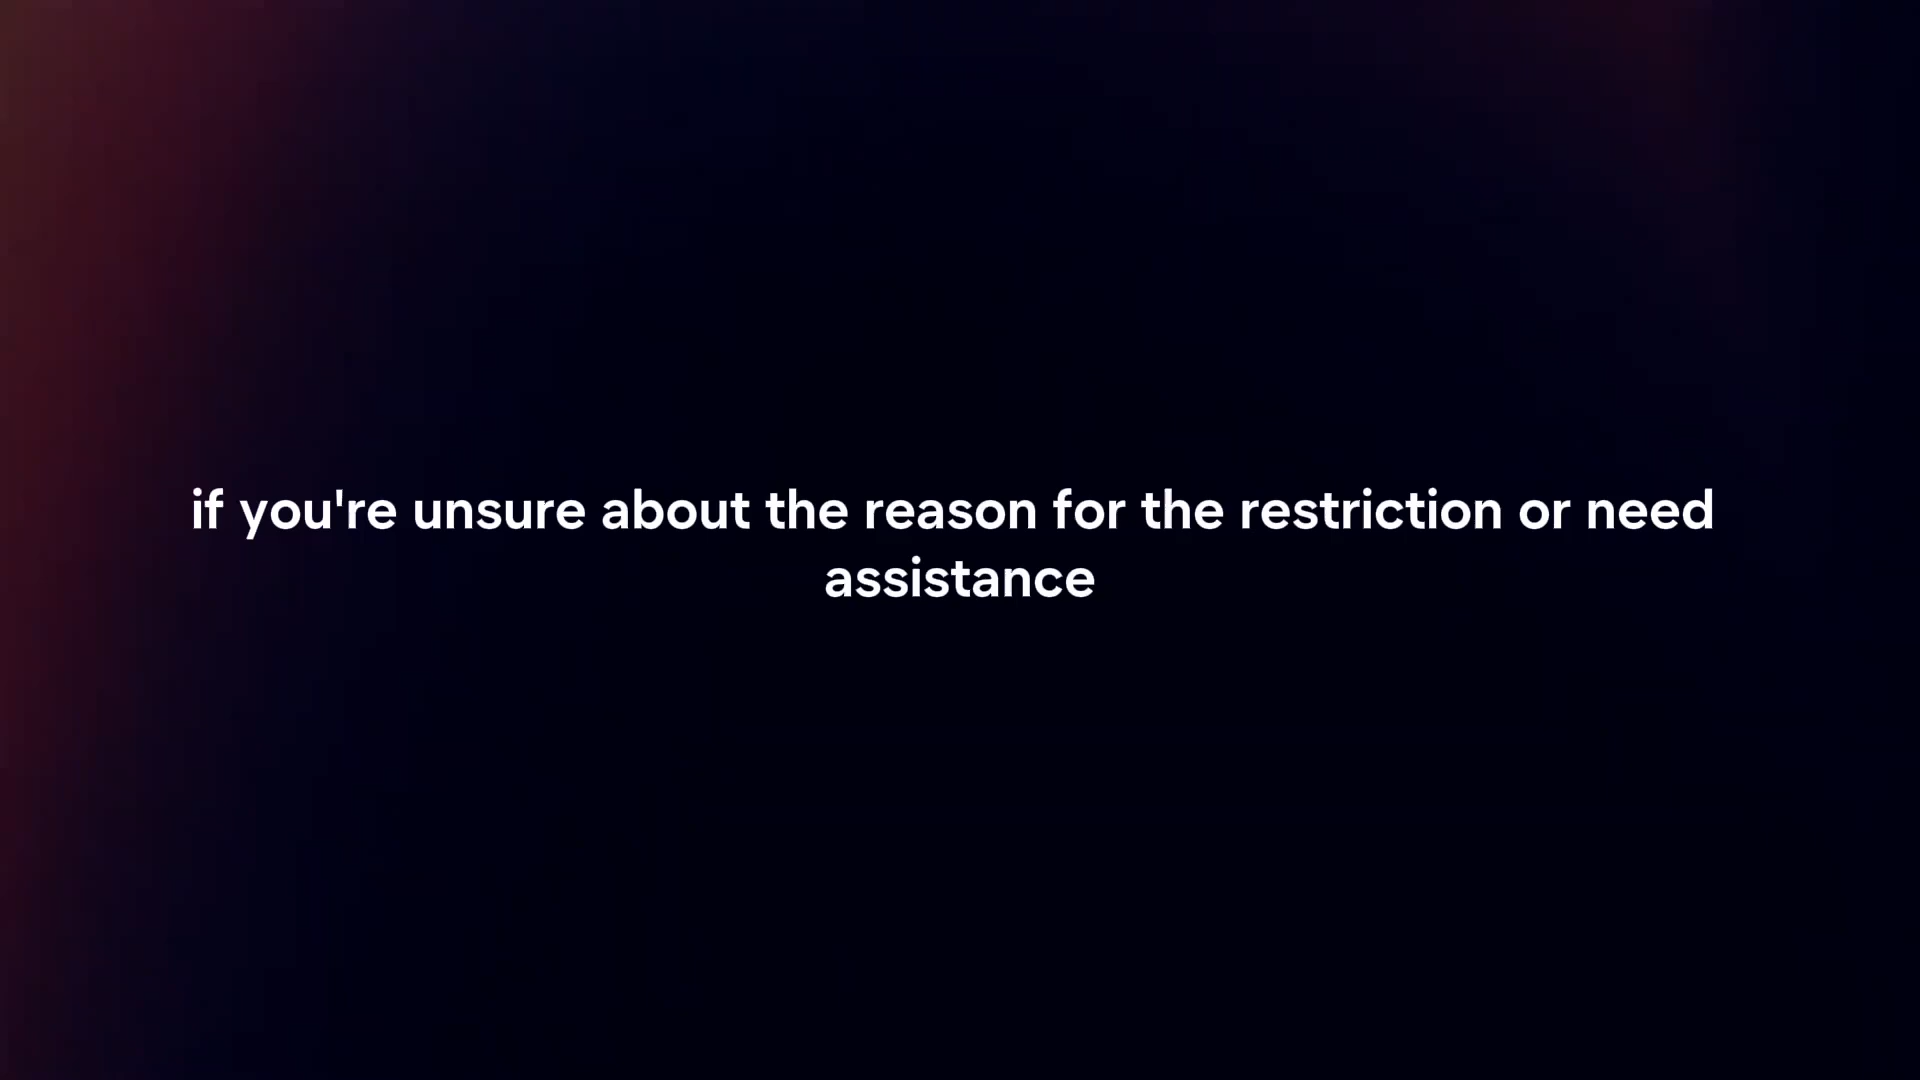 if you're unsure about the reason for the restriction or need
assistance